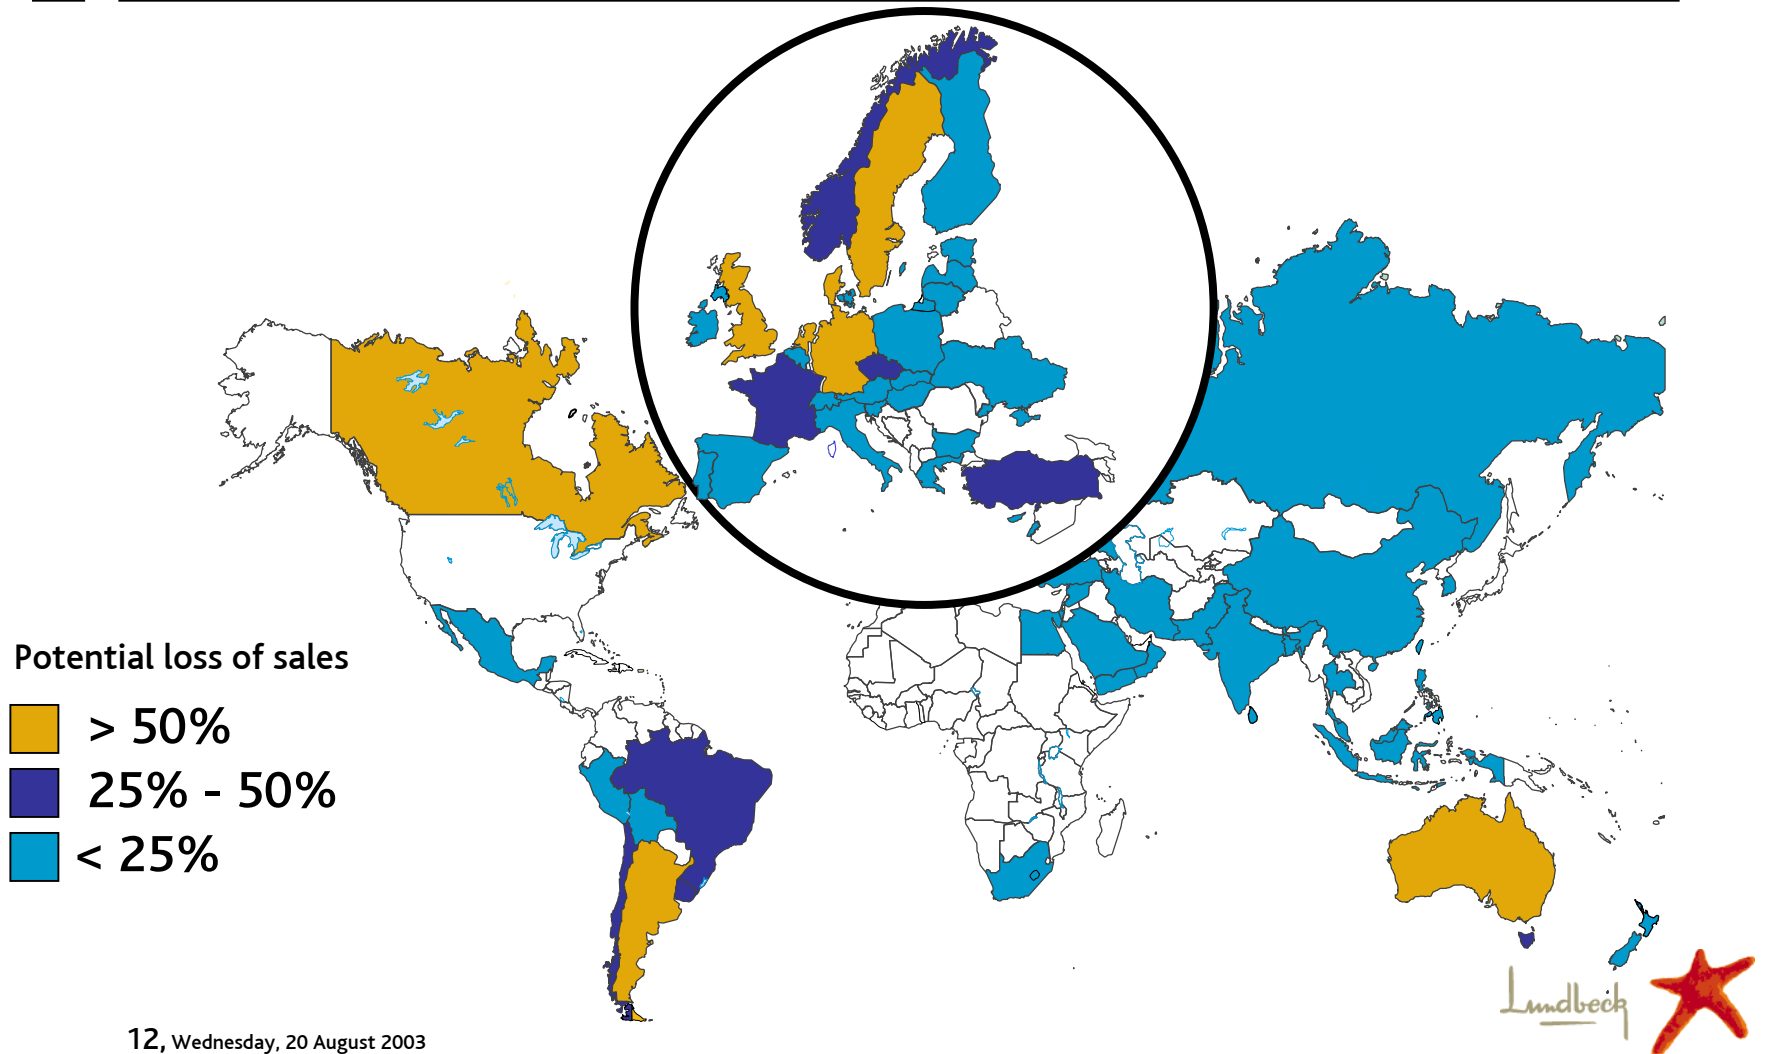 Potential loss of sales
> 50%
25% - 50%
< 25%
12, Wednesday, 20 August 2003
Lundbeck